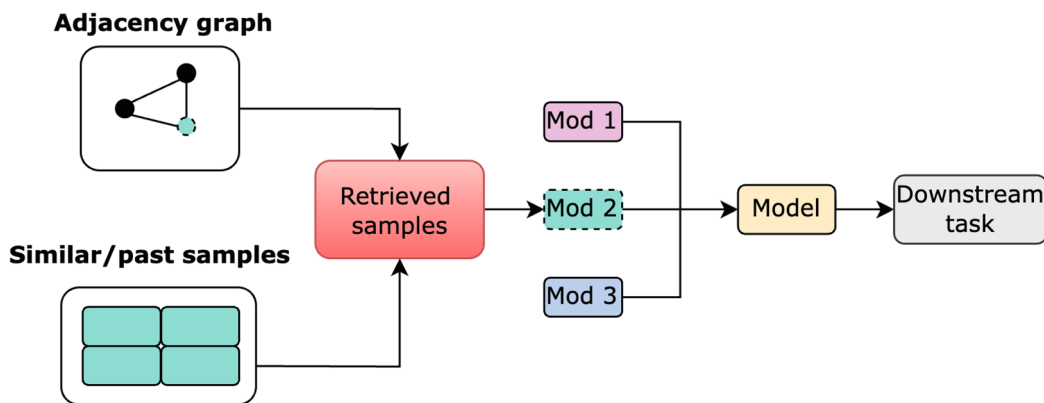 Adjacency graph
Retrieved
samples
Similar/past samples
Mod 1
Mod 2
Mod 3
Model
Downstream
task